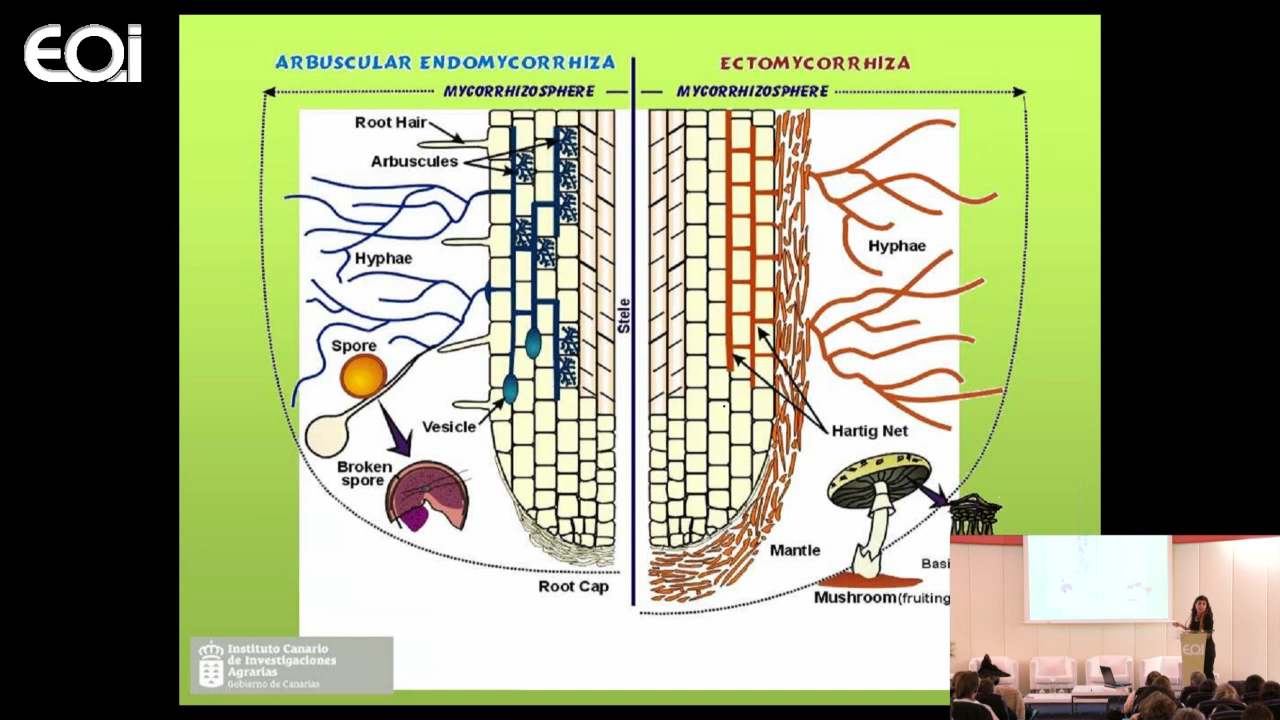 EOi
ARBUSCULAR ENDOMYCORRHIZA
ECTOMYCORRHIZA
MYCORRHIZOSPHERE
MYCORRHIZOSPHERE
Root Hair
Arbuscules
Hyphae
Hyphae
Stele
Spore
Vesicle
Hartig Net
Broken
spore
Mantle
Basi
Root Cap
Mushroom (fruiting
Instituto Canario
de Investigaciones
Agrarias
Gobierno de Canarias
EOi